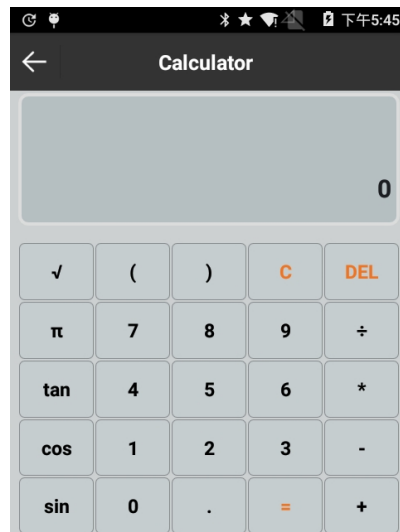 下午5:45
Calculator
0
√ ( ) C DEL
π 7 8 9 ÷
tan 4 5 6 *
cos 1 2 3 -
sin 0 . = +